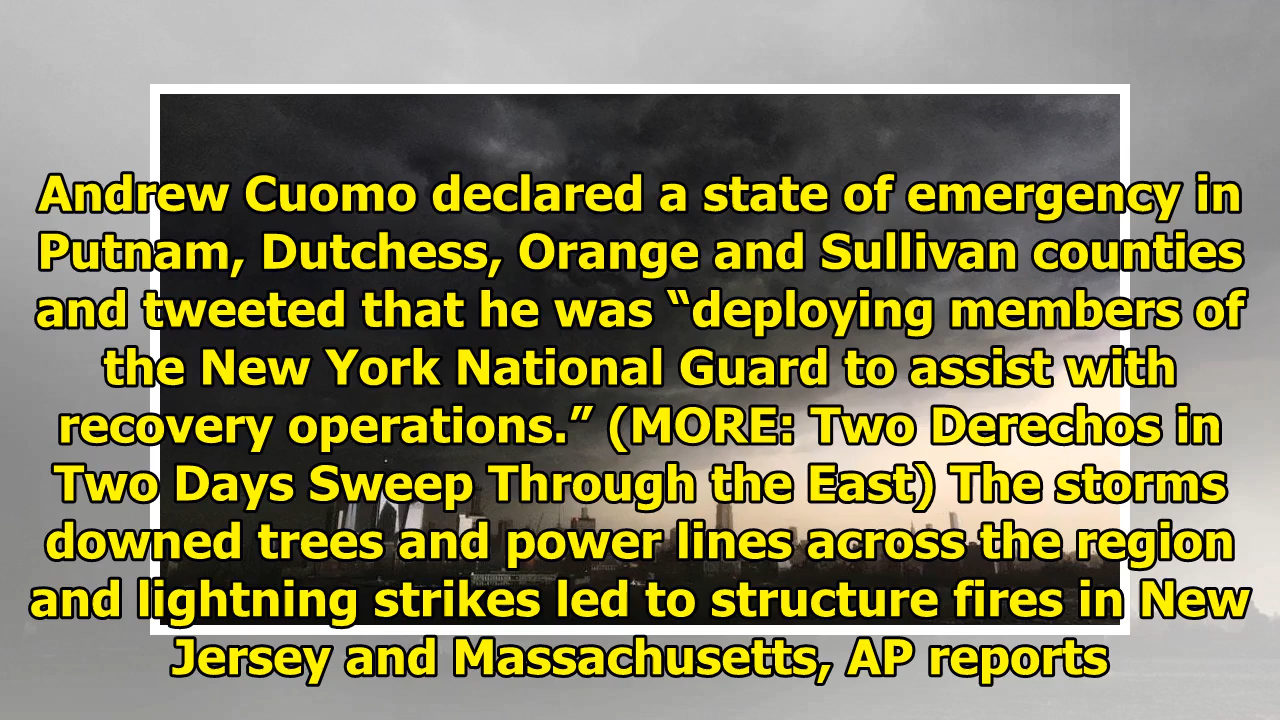 Andrew Cuomo declared a state of emergency in
Putnam, Dutchess, Orange and Sullivan counties
and tweeted that he was “deploying members of
the New York National Guard to assist with
recovery operations.” (MORE: Two Derechos in
Two Days Sweep Through the East) The storms
downed trees and power lines across the region
and lightning strikes led to structure fires in New
Jersey and Massachusetts, AP reports